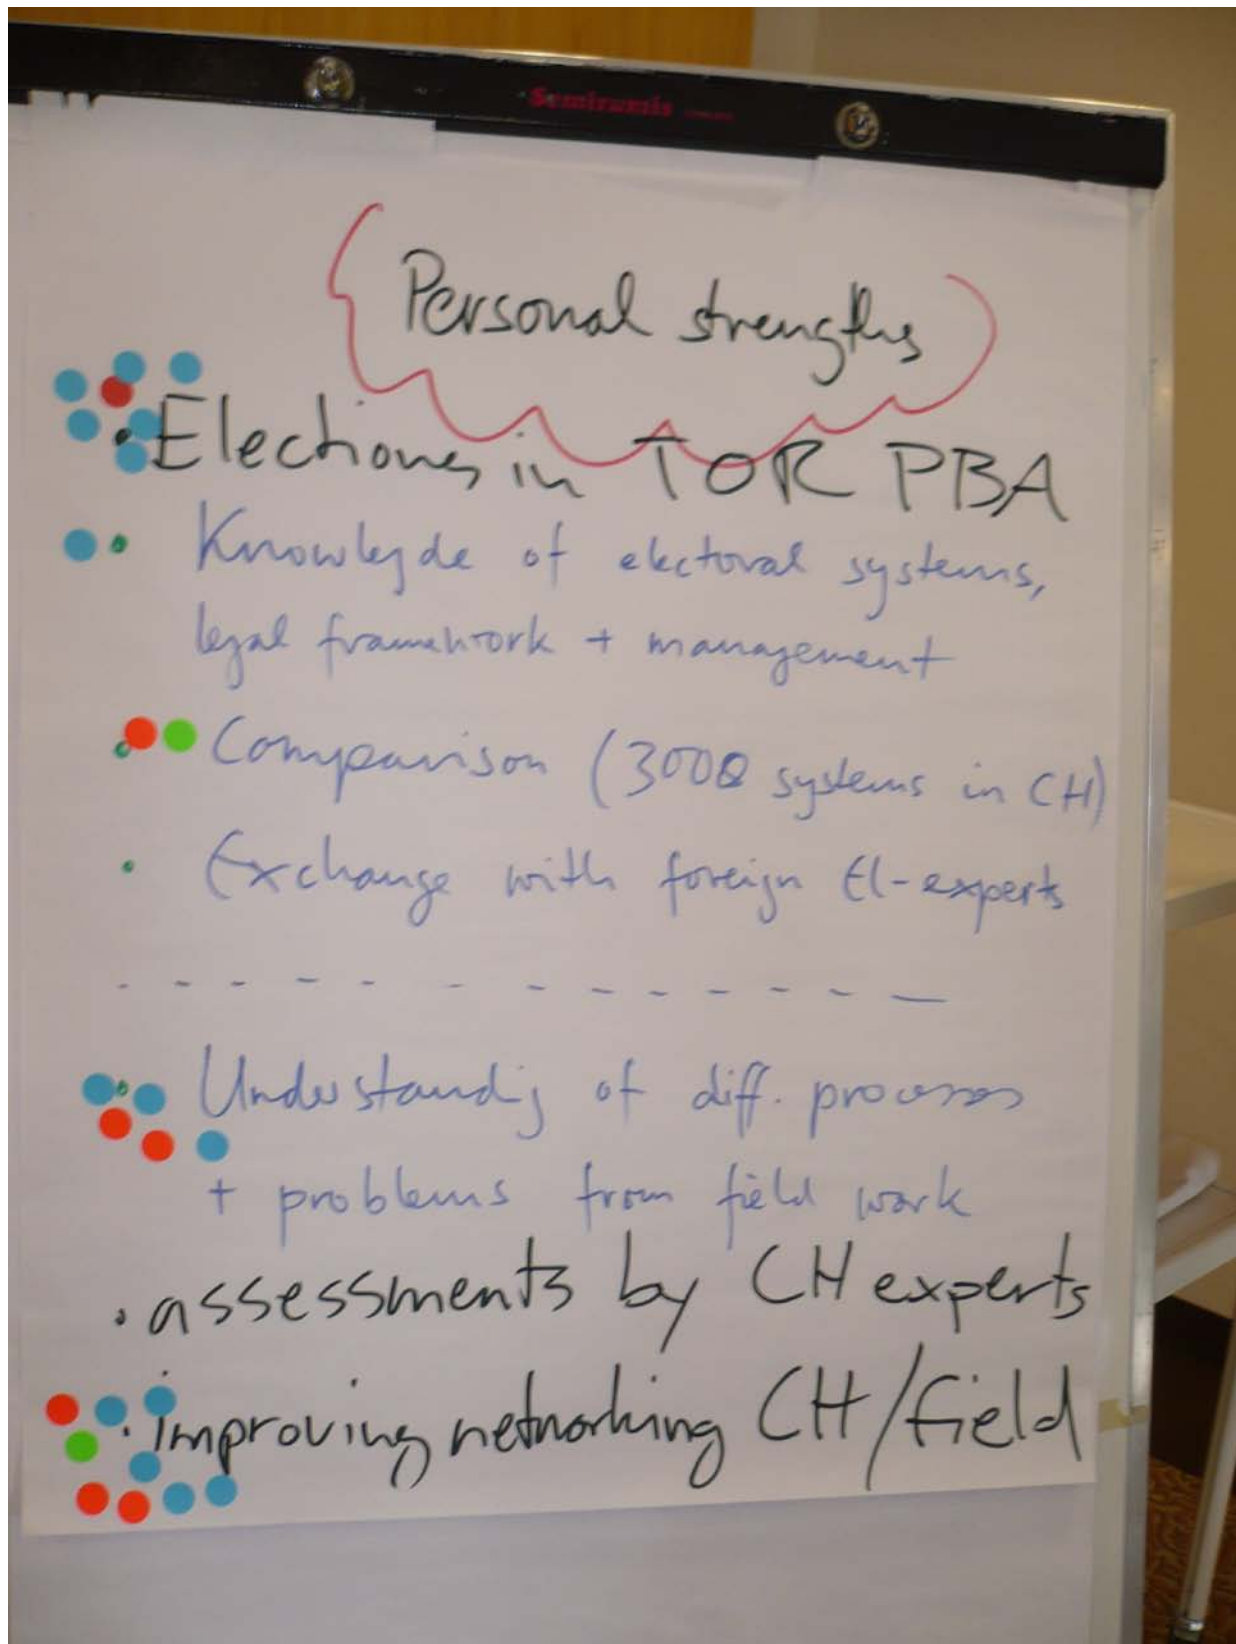 Semiramis
Personal strengths
• Elections in TOR PBA
• Knowlegde of electoral systems,
legal framework + management
• Comparison (3000 systems in CH)
• Exchange with foreign El-experts
• Understandig of diff. processes
+ problems from field work
• assessments by CH experts
• improving networking CH/field